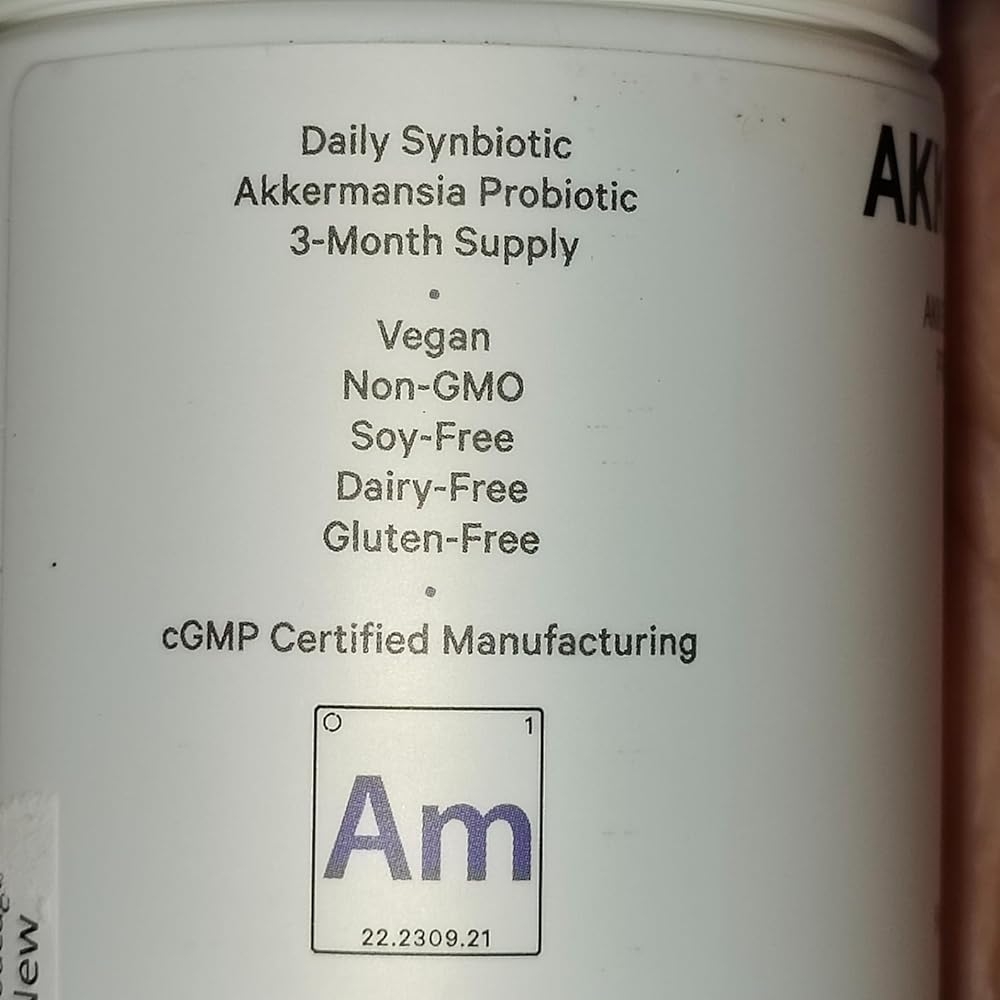 Daily Synbiotic
Akkermansia Probiotic
3-Month Supply
•
Vegan
Non-GMO
Soy-Free
Dairy-Free
Gluten-Free
•
cGMP Certified Manufacturing
O 1
Am
22.2309.21
AK